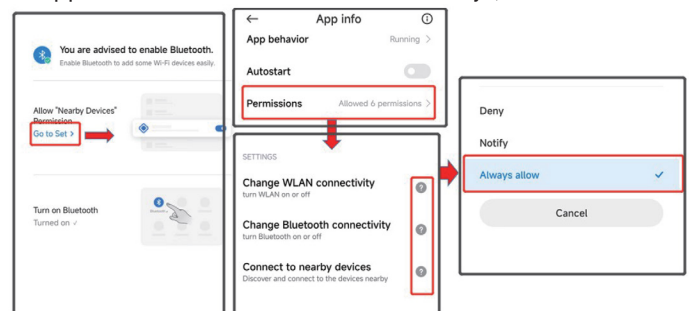 You are advised to enable Bluetooth.
Enable Bluetooth to add some Wi-Fi devices easily.
Allow "Nearby Devices"
Permission
Go to Set >
Turn on Bluetooth
Turned on ✓
App info
App behavior Running >
Autostart
Permissions Allowed 6 permissions >
SETTINGS
Change WLAN connectivity
turn WLAN on or off
Change Bluetooth connectivity
turn Bluetooth on or off
Connect to nearby devices
Discover and connect to the devices nearby
Deny
Notify
Always allow
Cancel